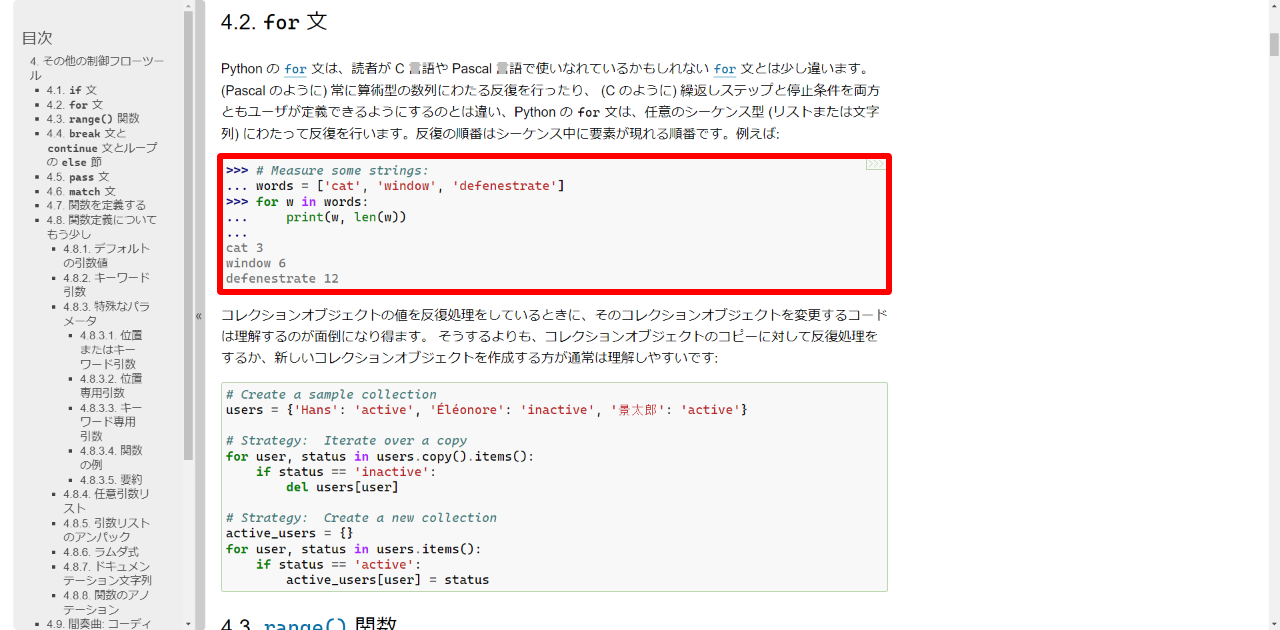 目次
4. その他の制御フローツー
ル
4.1. if 文
4.2. for 文
4.3. range() 関数
4.4. break 文と
continue 文とループ
の else 節
4.5. pass 文
4.6. match 文
4.7. 関数を定義する
4.8. 関数定義について
もう少し
4.8.1. デフォルト
の引数値
4.8.2. キーワード
引数
4.8.3. 特殊なパラ
メータ
4.8.3.1. 位置
またはキー
ワード引数
4.8.3.2. 位置
専用引数
4.8.3.3. キー
ワード専用
引数
4.8.3.4. 関数
の例
4.8.3.5. 要約
4.8.4. 任意引数リ
スト
4.8.5. 引数リスト
のアンパック
4.8.6. ラムダ式
4.8.7. ドキュメン
テーション文字列
4.8.8. 関数のアノ
テーション
4.9. 間奏曲: コーディ
«
4.2. for 文
Python の for 文は、読者が C 言語や Pascal 言語で使いなれているかもしれない for 文とは少し違います。
(Pascal のように) 常に算術型の数列にわたる反復を行ったり、 (C のように) 繰返しステップと停止条件を両方
ともユーザが定義できるようにするのとは違い、Python の for 文は、任意のシーケンス型 (リストまたは文字
列) にわたって反復を行います。反復の順番はシーケンス中に要素が現れる順番です。例えば:
>>>
>>> # Measure some strings:
... words = ['cat', 'window', 'defenestrate']
>>> for w in words:
...     print(w, len(w))
...
cat 3
window 6
defenestrate 12
コレクションオブジェクトの値を反復処理をしているときに、そのコレクションオブジェクトを変更するコード
は理解するのが面倒になり得ます。 そうするよりも、コレクションオブジェクトのコピーに対して反復処理を
するか、新しいコレクションオブジェクトを作成する方が通常は理解しやすいです:
# Create a sample collection
users = {'Hans': 'active', 'Éléonore': 'inactive', '景太郎': 'active'}
# Strategy:  Iterate over a copy
for user, status in users.copy().items():
    if status == 'inactive':
        del users[user]
# Strategy:  Create a new collection
active_users = {}
for user, status in users.items():
    if status == 'active':
        active_users[user] = status
4.3. range() 関数